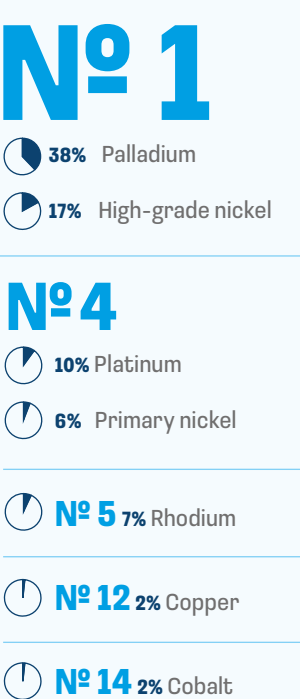 Nº 1
38% Palladium
17% High-grade nickel
Nº 4
10% Platinum
6% Primary nickel
Nº 5 7% Rhodium
Nº 12 2% Copper
Nº 14 2% Cobalt